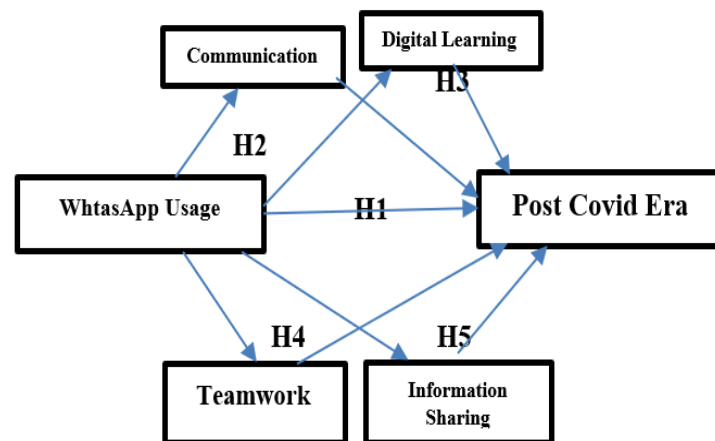 Digital Learning
Communication
H3
H2
WhtasApp Usage
H1
Post Covid Era
H4
H5
Teamwork
Information
Sharing